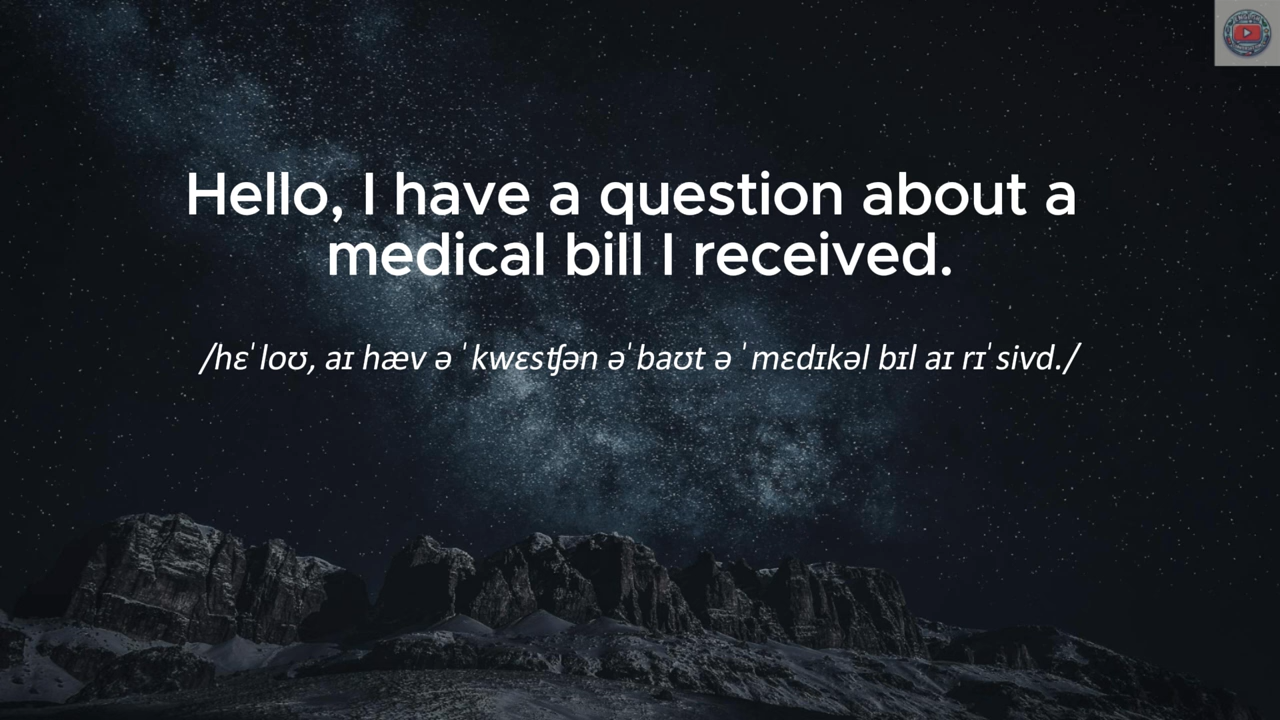 Hello, I have a question about a
medical bill I received.
/hɛˈloʊ, aɪ hæv ə ˈkwɛsʧən əˈbaʊt ə ˈmɛdɪkəl bɪl aɪ rɪˈsivd./